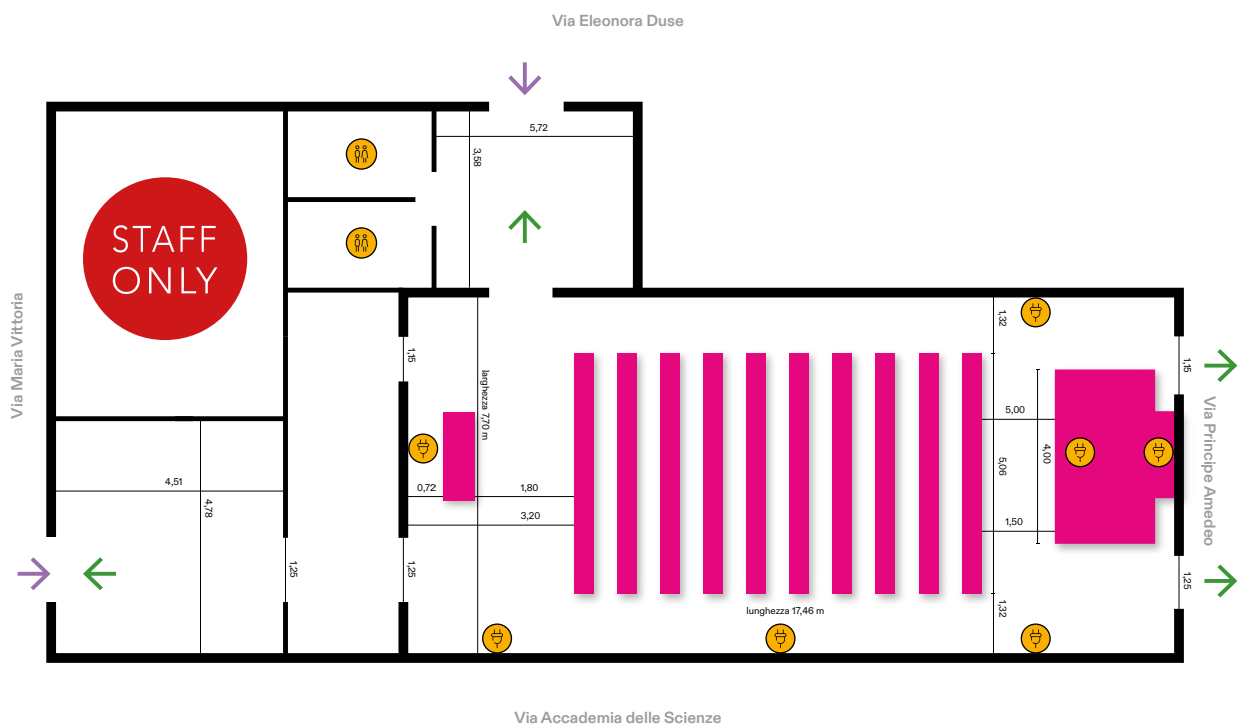 Via Eleonora Duse
5,72
3,58
STAFF
ONLY
Via Maria Vittoria
1,32
1,15
1,15
larghezza 7,70 m
5,00
4,00
5,06
Via Principe Amedeo
4,51
4,78
0,72
1,80
3,20
1,50
1,25
1,25
1,25
1,32
lunghezza 17,46 m
Via Accademia delle Scienze